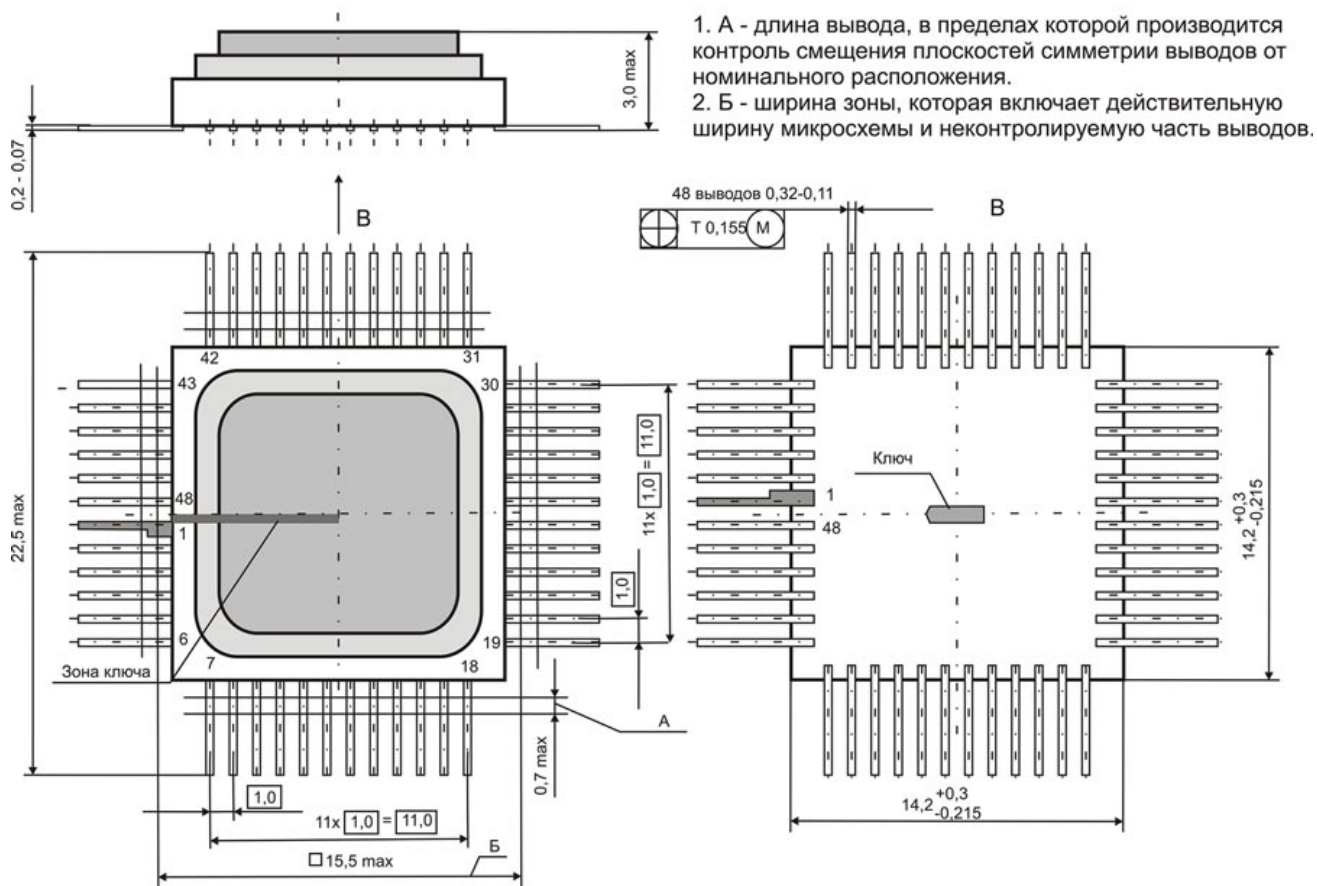 1. А - длина вывода, в пределах которой производится
контроль смещения плоскостей симметрии выводов от
номинального расположения.
2. Б - ширина зоны, которая включает действительную
ширину микросхемы и неконтролируемую часть выводов.
3,0 max
0,2 - 0,07
В
48 выводов 0,32-0,11
Т 0,155 М
В
42
31
43
30
48
1
6
19
7
18
22,5 max
11x 1,0 = 11,0
1,0
Зона ключа
А
0,7 max
1,0
11x 1,0 = 11,0
□ 15,5 max
Б
Ключ
1
48
14,2 +0,3 -0,215
14,2 +0,3 -0,215